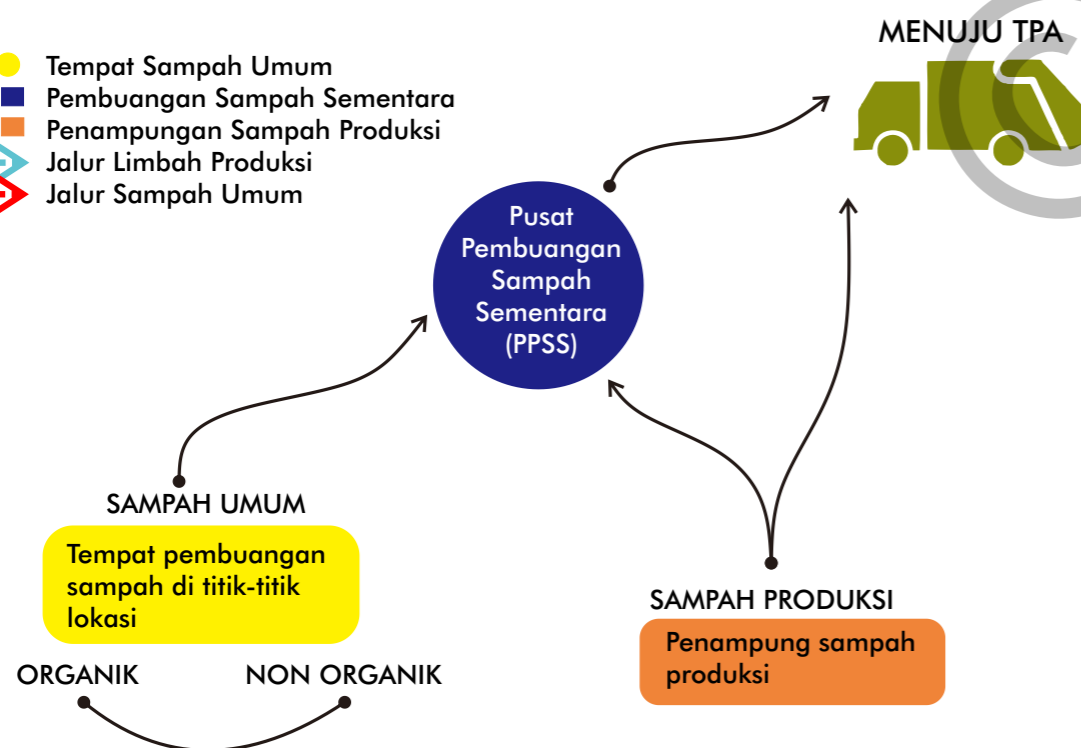 MENUJU TPA
Tempat Sampah Umum
Pembuangan Sampah Sementara
Penampungan Sampah Produksi
Jalur Limbah Produksi
Jalur Sampah Umum
Pusat
Pembuangan
Sampah
Sementara
(PPSS)
SAMPAH UMUM
Tempat pembuangan
sampah di titik-titik
lokasi
ORGANIK
NON ORGANIK
SAMPAH PRODUKSI
Penampung sampah
produksi